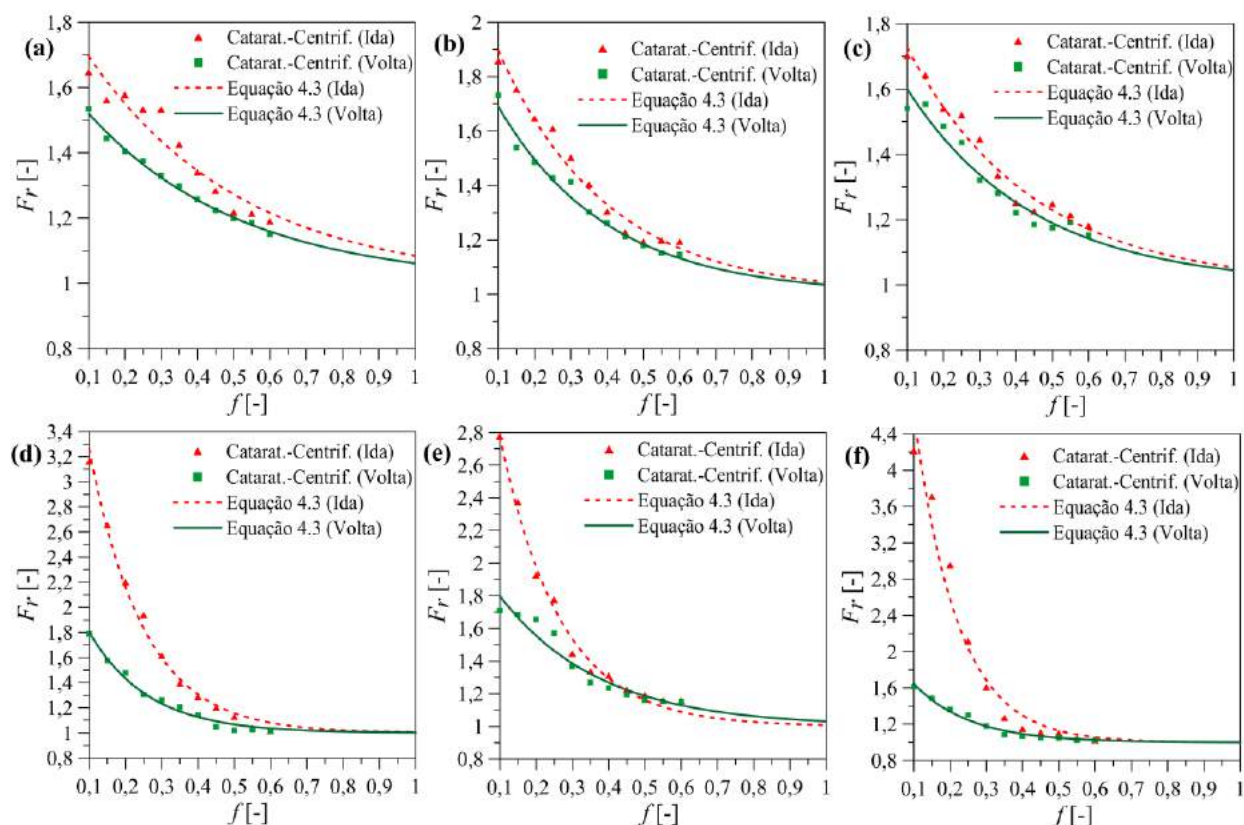 (a)
1,8
1,6
1,4
1,2
1
0,8
Fr [-]
Catarat.-Centrif. (Ida)
Catarat.-Centrif. (Volta)
Equação 4.3 (Ida)
Equação 4.3 (Volta)
0,1 0,2 0,3 0,4 0,5 0,6 0,7 0,8 0,9 1
f [-]
(b)
2
1,8
1,6
1,4
1,2
1
0,8
Fr [-]
Catarat.-Centrif. (Ida)
Catarat.-Centrif. (Volta)
Equação 4.3 (Ida)
Equação 4.3 (Volta)
0,1 0,2 0,3 0,4 0,5 0,6 0,7 0,8 0,9 1
f [-]
(c)
1,8
1,6
1,4
1,2
1
0,8
Fr [-]
Catarat.-Centrif. (Ida)
Catarat.-Centrif. (Volta)
Equação 4.3 (Ida)
Equação 4.3 (Volta)
0,1 0,2 0,3 0,4 0,5 0,6 0,7 0,8 0,9 1
f [-]
(d)
3,4
3,2
3
2,8
2,6
2,4
2,2
2
1,8
1,6
1,4
1,2
1
0,8
Fr [-]
Catarat.-Centrif. (Ida)
Catarat.-Centrif. (Volta)
Equação 4.3 (Ida)
Equação 4.3 (Volta)
0,1 0,2 0,3 0,4 0,5 0,6 0,7 0,8 0,9 1
f [-]
(e)
2,8
2,6
2,4
2,2
2
1,8
1,6
1,4
1,2
1
0,8
Fr [-]
Catarat.-Centrif. (Ida)
Catarat.-Centrif. (Volta)
Equação 4.3 (Ida)
Equação 4.3 (Volta)
0,1 0,2 0,3 0,4 0,5 0,6 0,7 0,8 0,9 1
f [-]
(f)
4,4
4
3,6
3,2
2,8
2,4
2
1,6
1,2
0,8
Fr [-]
Catarat.-Centrif. (Ida)
Catarat.-Centrif. (Volta)
Equação 4.3 (Ida)
Equação 4.3 (Volta)
0,1 0,2 0,3 0,4 0,5 0,6 0,7 0,8 0,9 1
f [-]